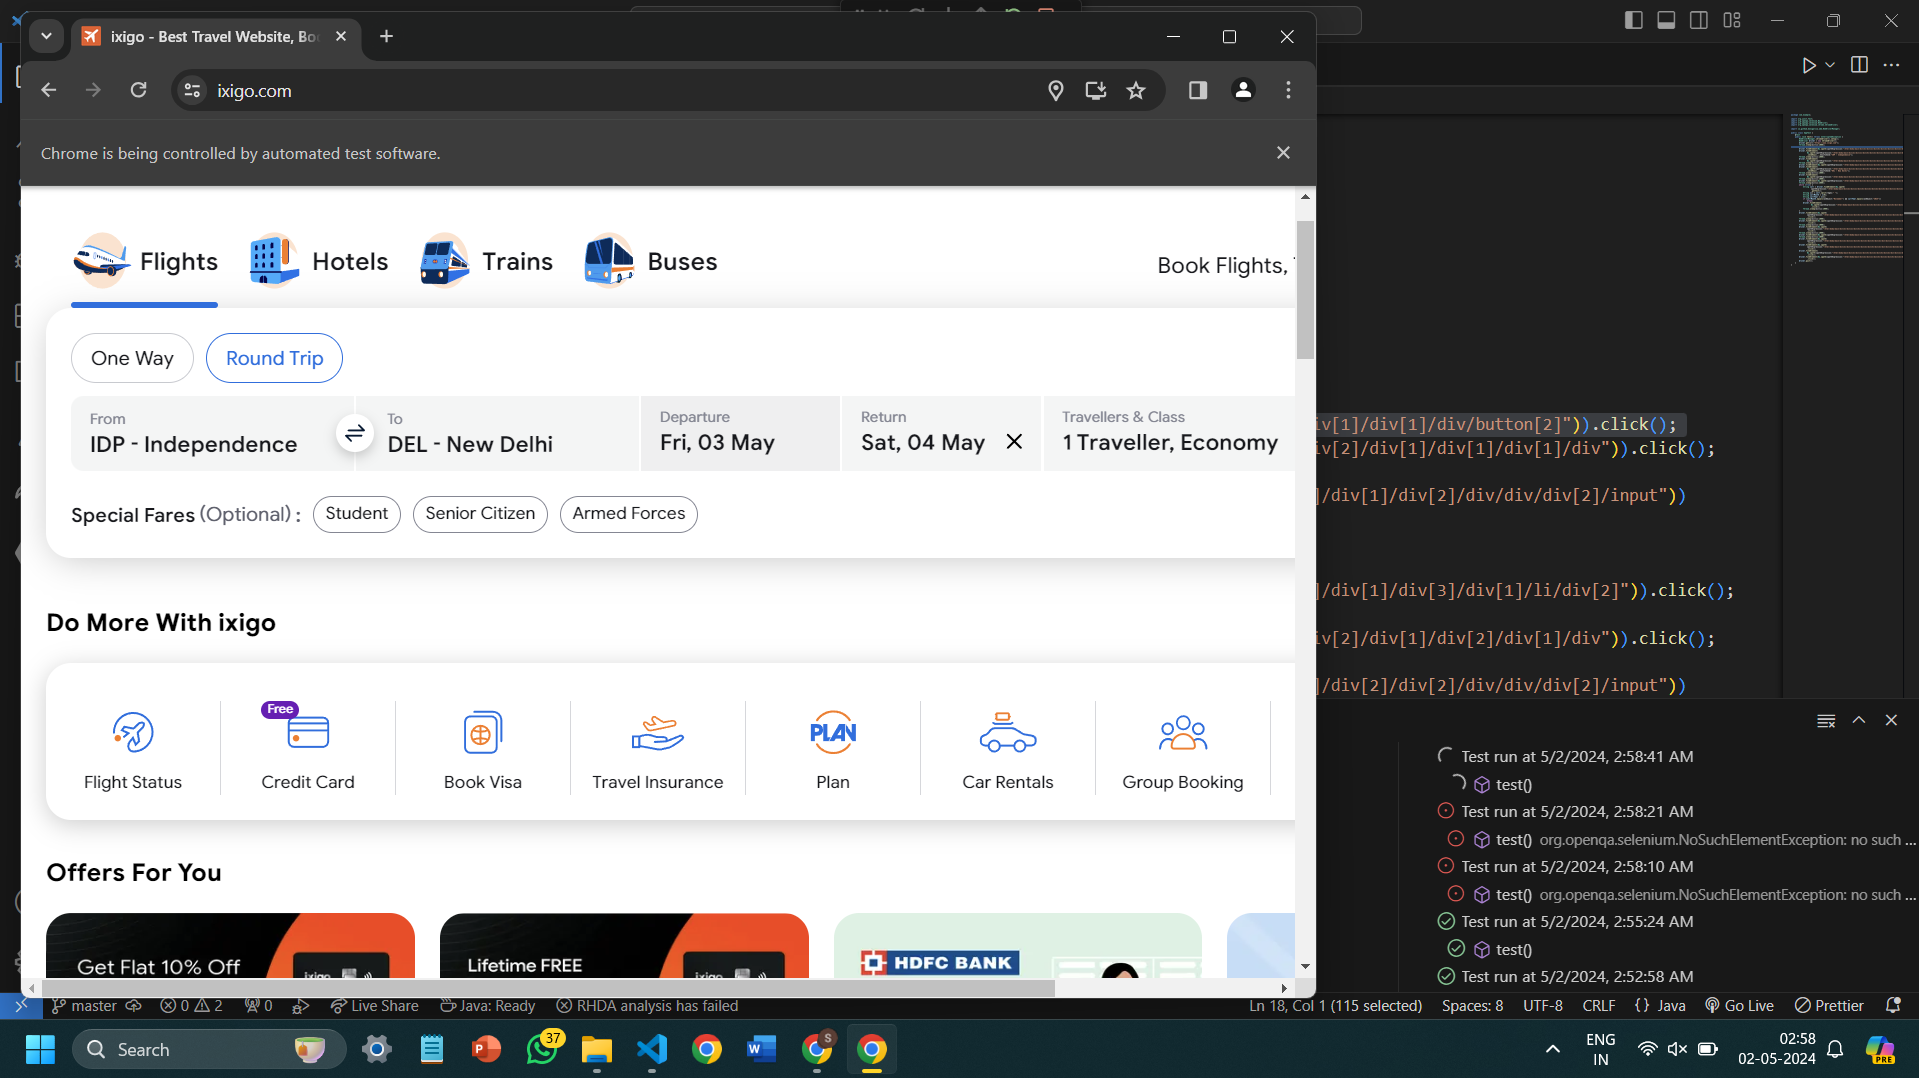 ixigo - Best Travel Website, Bo
ixigo.com
Chrome is being controlled by automated test software.
Flights
Hotels
Trains
Buses
Book Flights,
One Way
Round Trip
From
IDP - Independence
To
DEL - New Delhi
Departure
Fri, 03 May
Return
Sat, 04 May
Travellers & Class
1 Traveller, Economy
Special Fares (Optional) :
Student
Senior Citizen
Armed Forces
Do More With ixigo
Flight Status
Free
Credit Card
Book Visa
Travel Insurance
PLAN
Plan
Car Rentals
Group Booking
Offers For You
Get Flat 10% Off
ixigo
Lifetime FREE
ixigo
HDFC BANK
iv[1]/div[1]/div/button[2]")).click();
iv[2]/div[1]/div[1]/div[1]/div")).click();
]/div[1]/div[2]/div/div/div[2]/input"))
]/div[1]/div[3]/div[1]/li/div[2]")).click();
iv[2]/div[1]/div[2]/div[1]/div")).click();
]/div[2]/div[2]/div/div/div[2]/input"))
Test run at 5/2/2024, 2:58:41 AM
test()
Test run at 5/2/2024, 2:58:21 AM
test() org.openqa.selenium.NoSuchElementException: no such ...
Test run at 5/2/2024, 2:58:10 AM
test() org.openqa.selenium.NoSuchElementException: no such ...
Test run at 5/2/2024, 2:55:24 AM
test()
Test run at 5/2/2024, 2:52:58 AM
master
0
2
0
Live Share
Java: Ready
RHDA analysis has failed
Ln 18, Col 1 (115 selected)
Spaces: 8
UTF-8
CRLF
{ } Java
Go Live
Prettier
Search
37
S
ENG
IN
02:58
02-05-2024
PRE